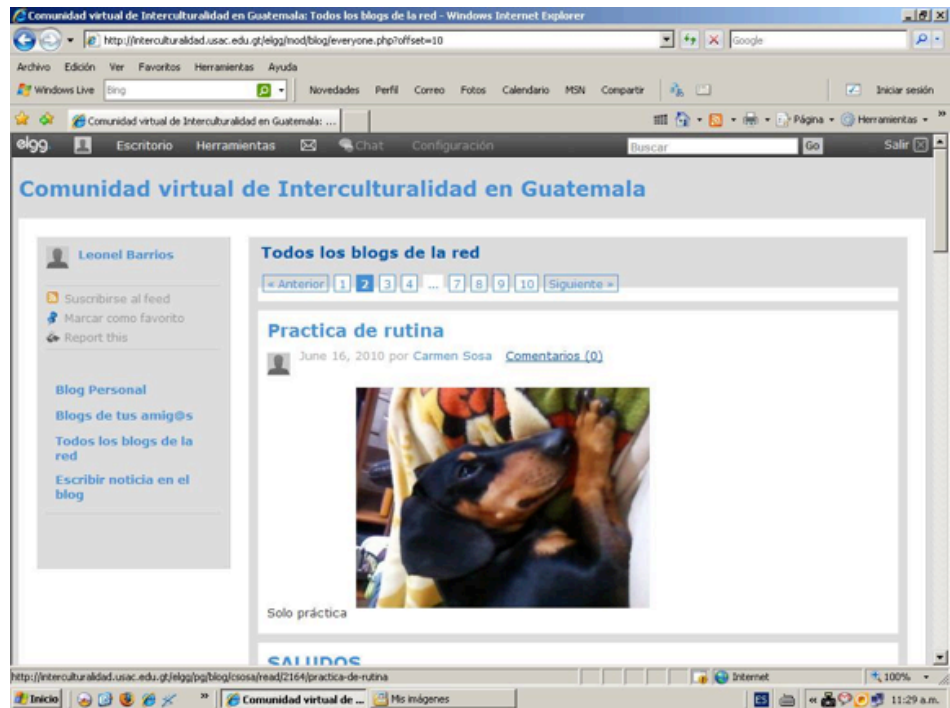 Comunidad virtual de Interculturalidad en Guatemala: Todos los blogs de la red - Windows Internet Explorer
http://interculturalidad.usac.edu.gt/elgg/mod/blog/everyone.php?offset=10
Google
Archivo Edición Ver Favoritos Herramientas Ayuda
Windows Live Bing Novedades Perfil Correo Fotos Calendario MSN Compartir Iniciar sesión
Comunidad virtual de Interculturalidad en Guatemala: ... Página Herramientas
elgg. Escritorio Herramientas Chat Configuración Buscar Go Salir
Comunidad virtual de Interculturalidad en Guatemala
Leonel Barrios
Suscribirse al feed
Marcar como favorito
Report this
Blog Personal
Blogs de tus amig@s
Todos los blogs de la
red
Escribir noticia en el
blog
Todos los blogs de la red
« Anterior 1 2 3 4 ... 7 8 9 10 Siguiente »
Practica de rutina
June 16, 2010 por Carmen Sosa Comentarios (0)
Solo práctica
SALUDOS
http://interculturalidad.usac.edu.gt/elgg/pg/blog/csosa/read/2164/practica-de-rutina
Internet 100%
Inicio Comunidad virtual de ... Mis imágenes ES 11:29 a.m.